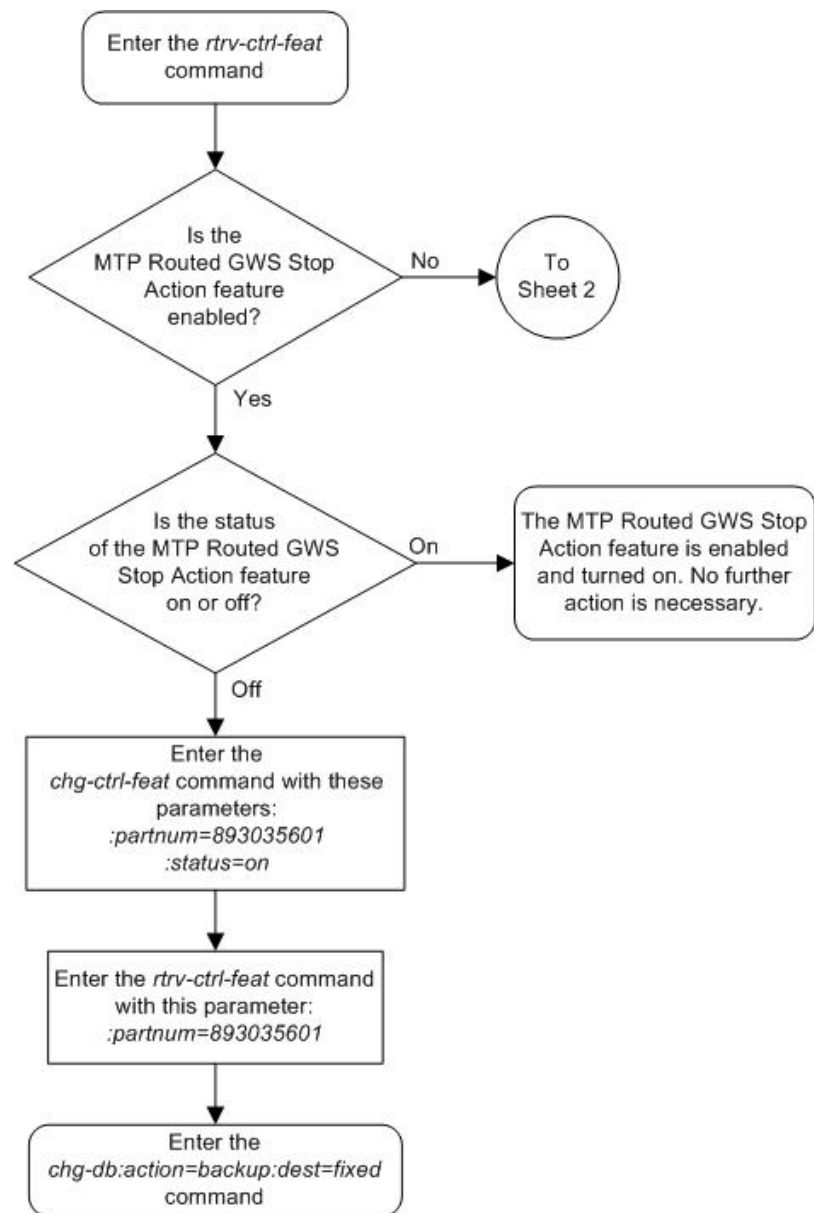 Enter the rtrv-ctrl-feat
command
Is the
MTP Routed GWS Stop
Action feature
enabled?
No
To
Sheet 2
Yes
Is the status
of the MTP Routed GWS
Stop Action feature
on or off?
On
The MTP Routed GWS Stop
Action feature is enabled
and turned on. No further
action is necessary.
Off
Enter the
chg-ctrl-feat command with these
parameters:
:partnum=893035601
:status=on
Enter the rtrv-ctrl-feat command
with this parameter:
:partnum=893035601
Enter the
chg-db:action=backup:dest=fixed
command